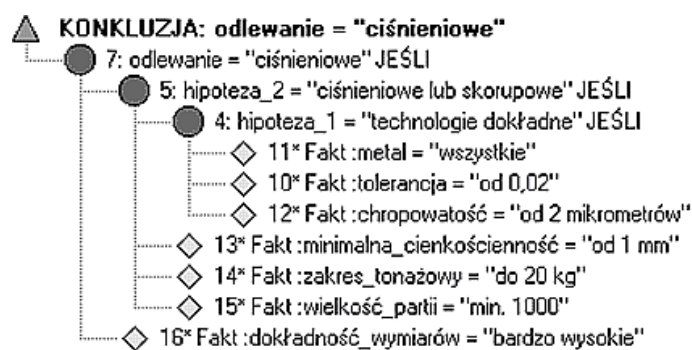 KONKLUZJA: odlewanie = "ciśnieniowe"
7: odlewanie = "ciśnieniowe" JEŚLI
5: hipoteza_2 = "ciśnieniowe lub skorupowe" JEŚLI
4: hipoteza_1 = "technologie dokładne" JEŚLI
11* Fakt :metal = "wszystkie"
10* Fakt :tolerancja = "od 0,02"
12* Fakt :chropowatość = "od 2 mikrometrów"
13* Fakt :minimalna_cienkościenność = "od 1 mm"
14* Fakt :zakres_tonażowy = "do 20 kg"
15* Fakt :wielkość_partii = "min. 1000"
16* Fakt :dokładność_wymiarów = "bardzo wysokie"